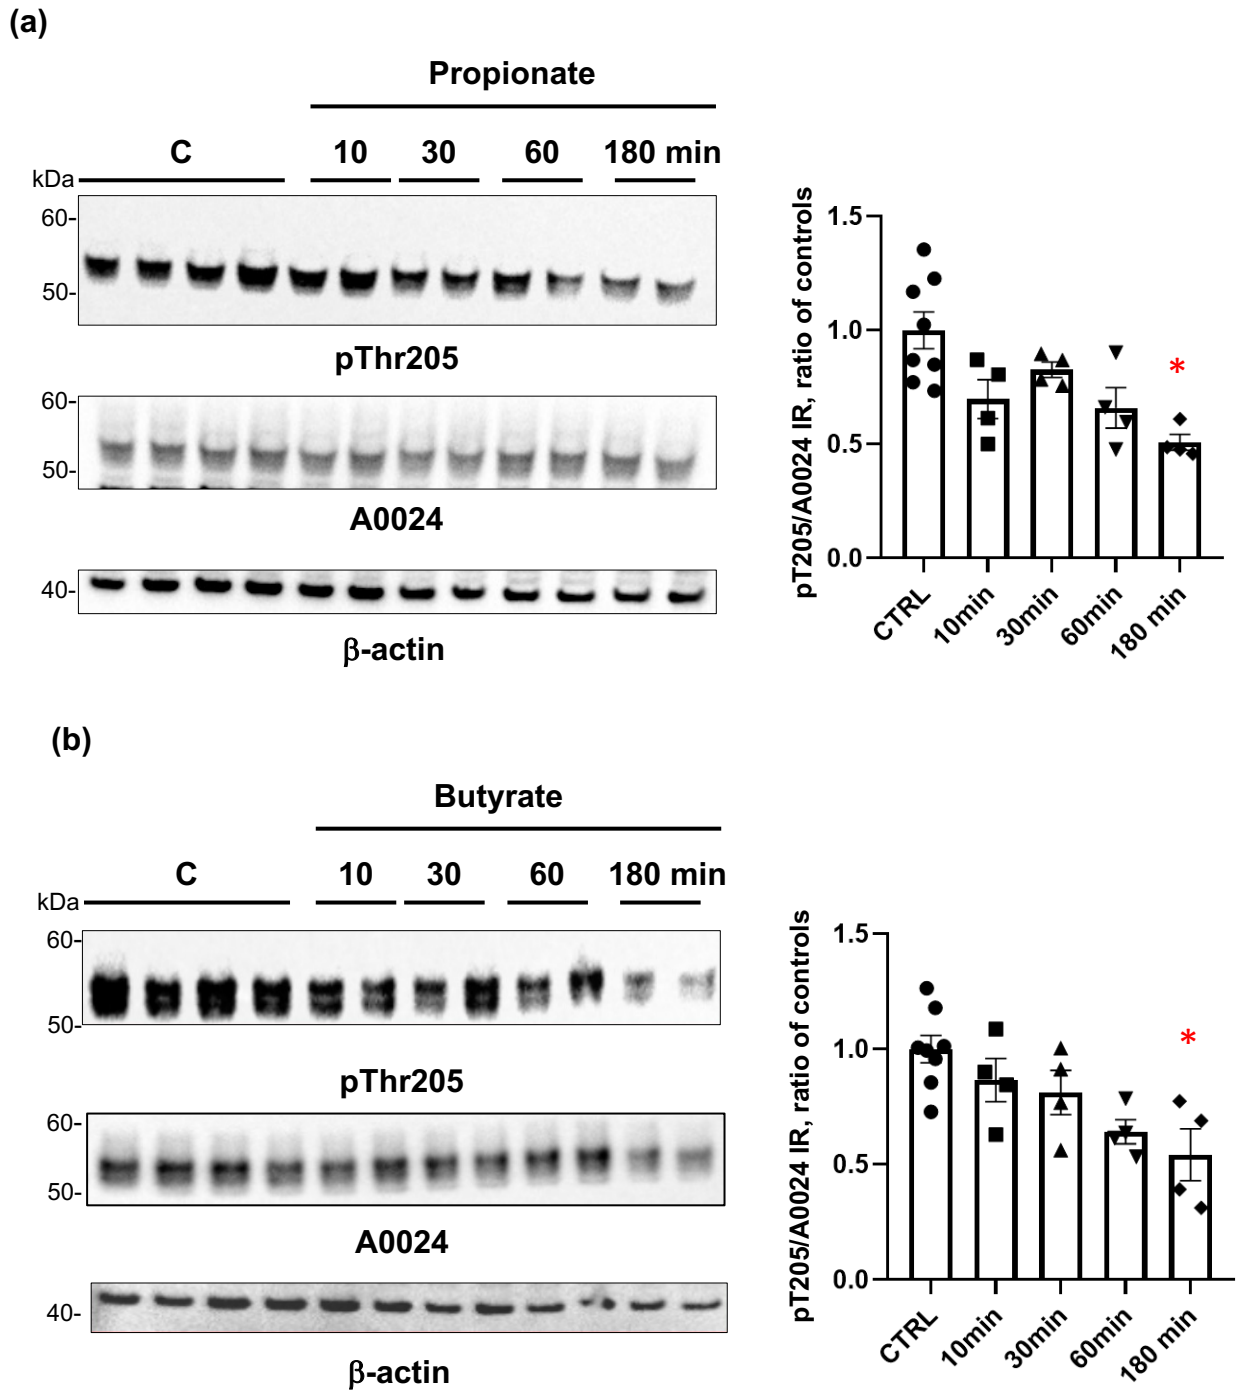 (a)
Propionate
C 10 30 60 180 min
kDa
60-
50-
pThr205
60-
50-
A0024
40-
β-actin
pT205/A0024 IR, ratio of controls
1.5
1.0
0.5
0.0
*
CTRL 10min 30min 60min 180 min
(b)
Butyrate
C 10 30 60 180 min
kDa
60-
50-
pThr205
60-
50-
A0024
40-
β-actin
pT205/A0024 IR, ratio of controls
1.5
1.0
0.5
0.0
*
CTRL 10min 30min 60min 180 min